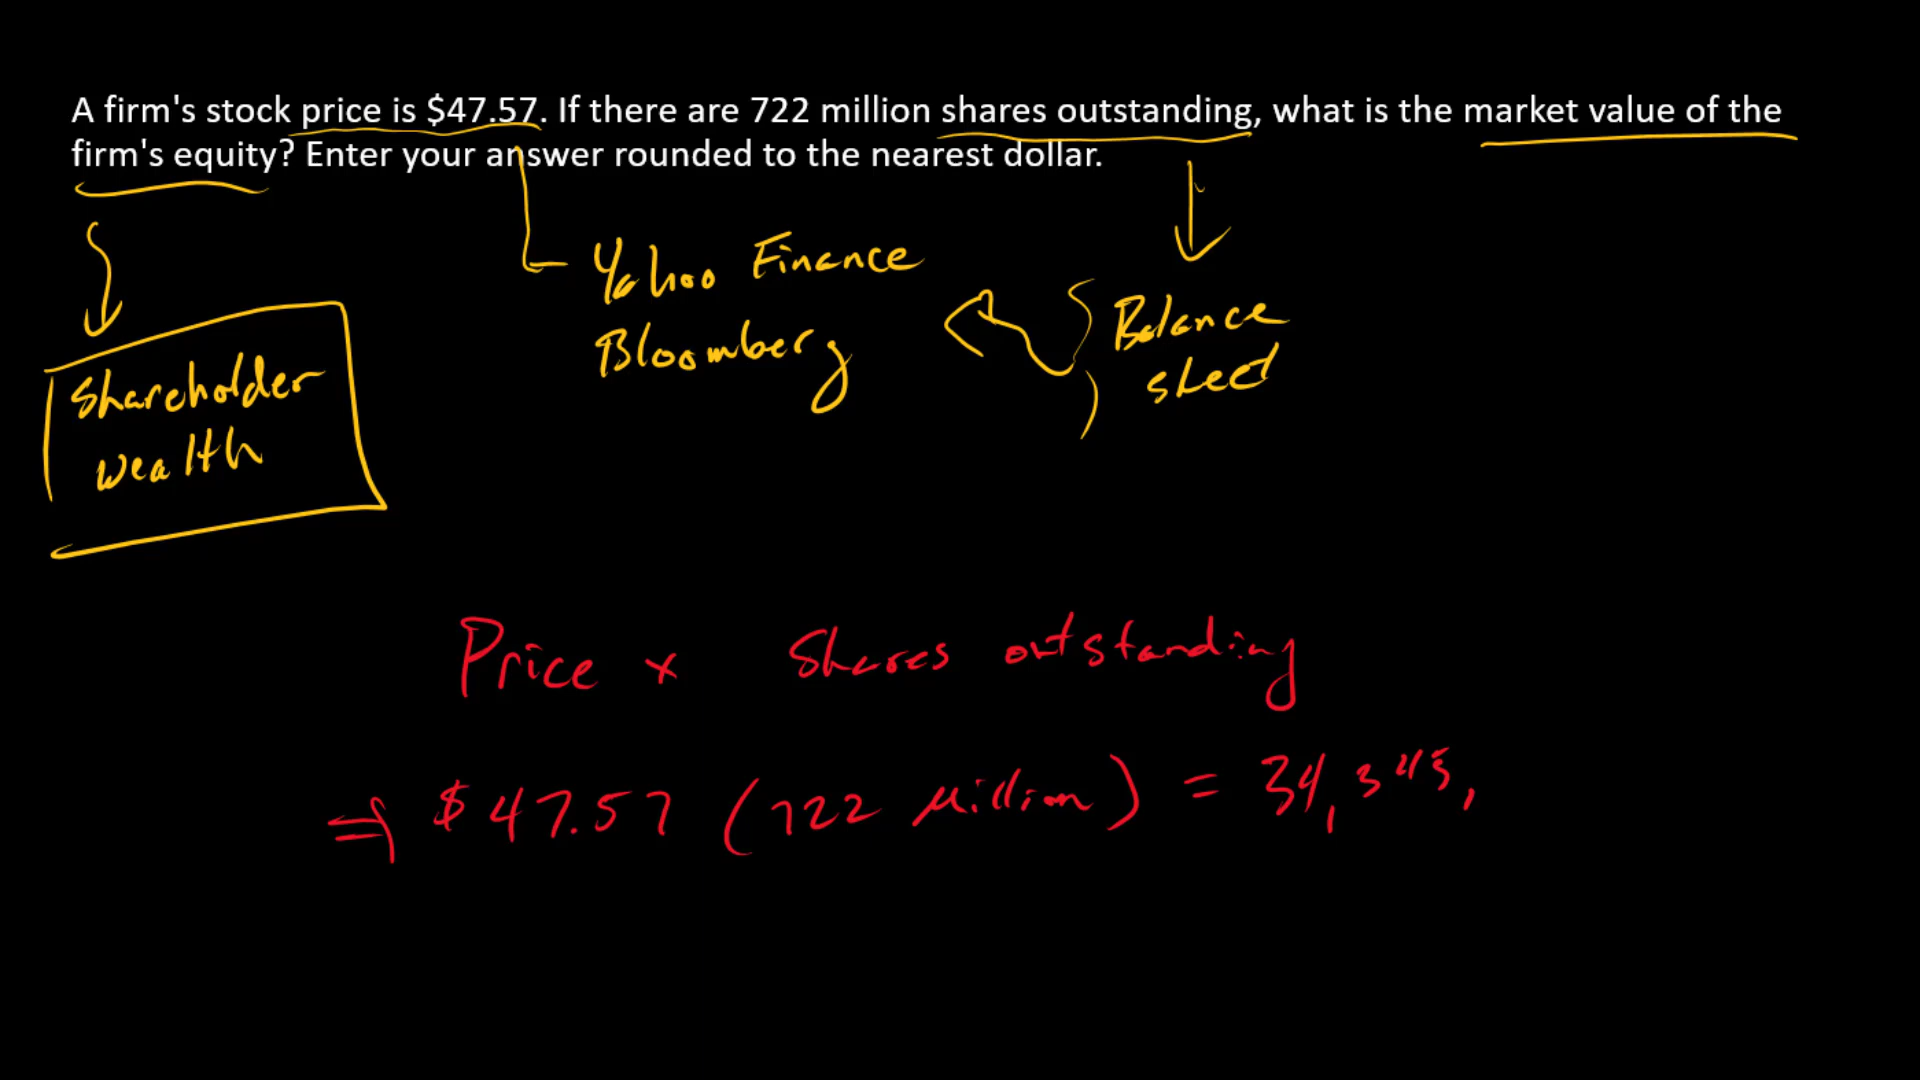 A firm's stock price is $47.57. If there are 722 million shares outstanding, what is the market value of the
firm's equity? Enter your answer rounded to the nearest dollar.
Yahoo Finance
Bloomberg
Balance
sheet
Shareholder
wealth
Price x Shares outstanding
⇒ $47.57 (722 Million) = 34,345,